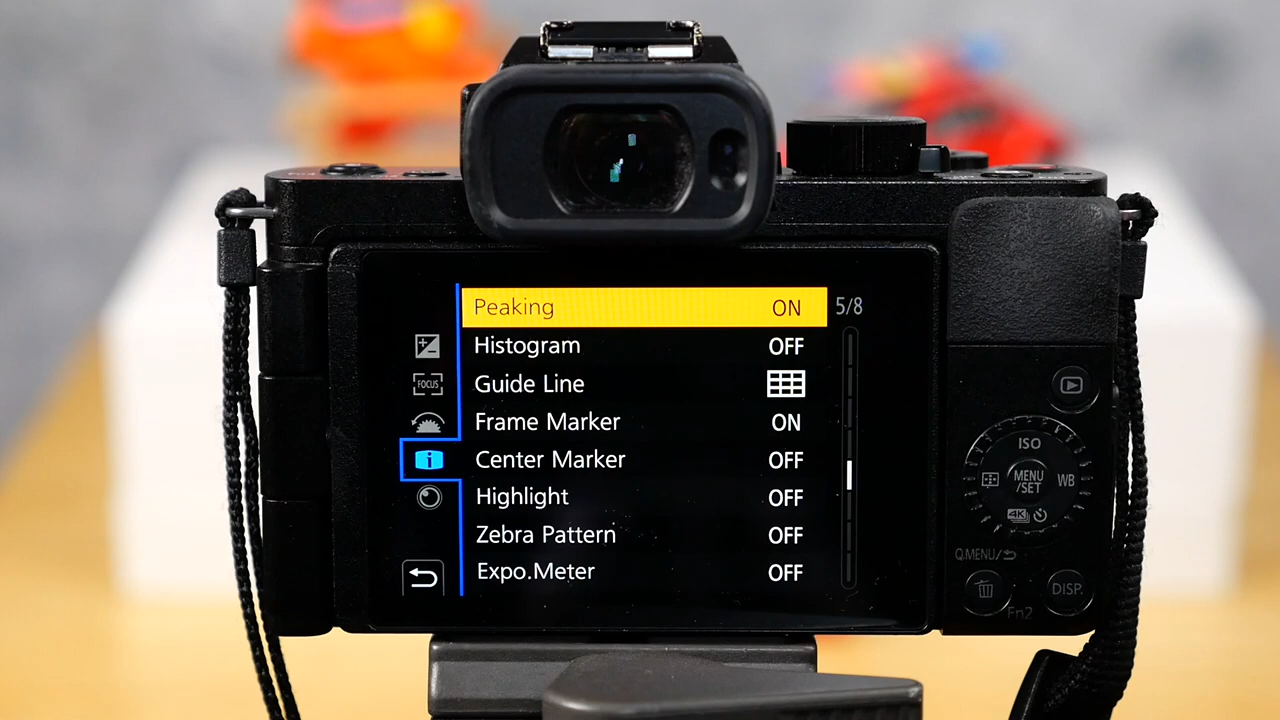 Peaking ON 5/8
Histogram OFF
Guide Line
FOCUS
Frame Marker ON
Center Marker OFF
i
Highlight OFF
Zebra Pattern OFF
Expo.Meter OFF
ISO
MENU
/SET
WB
4K
Q.MENU/
DISP.
Fn2